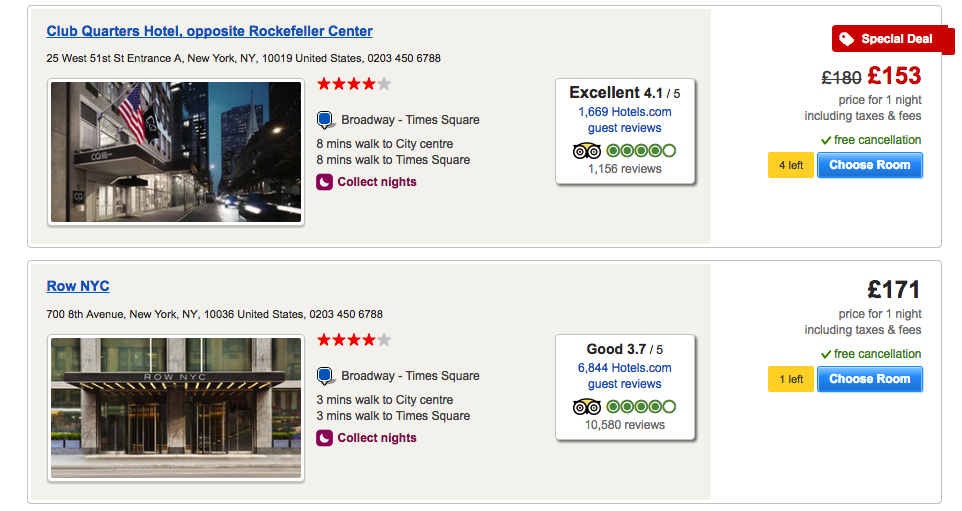 Club Quarters Hotel, opposite Rockefeller Center
Special Deal
25 West 51st St Entrance A, New York, NY, 10019 United States, 0203 450 6788
£180 £153
price for 1 night
including taxes & fees
Excellent 4.1 / 5
1,669 Hotels.com
guest reviews
1,156 reviews
Broadway - Times Square
8 mins walk to City centre
8 mins walk to Times Square
Collect nights
free cancellation
4 left
Choose Room
CQ
Row NYC
700 8th Avenue, New York, NY, 10036 United States, 0203 450 6788
£171
price for 1 night
including taxes & fees
Good 3.7 / 5
6,844 Hotels.com
guest reviews
10,580 reviews
Broadway - Times Square
3 mins walk to City centre
3 mins walk to Times Square
Collect nights
free cancellation
1 left
Choose Room
ROW NYC